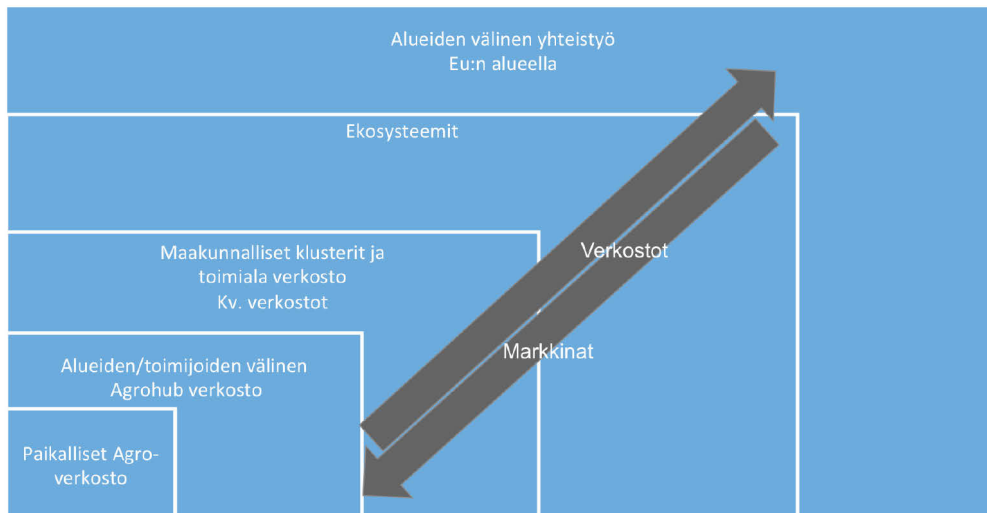 Alueiden välinen yhteistyö
Eu:n alueella
Ekosysteemit
Maakunnalliset klusterit ja
toimiala verkosto
Kv. verkostot
Verkostot
Markkinat
Alueiden/toimijoiden välinen
Agrohub verkosto
Paikalliset Agro-
verkosto